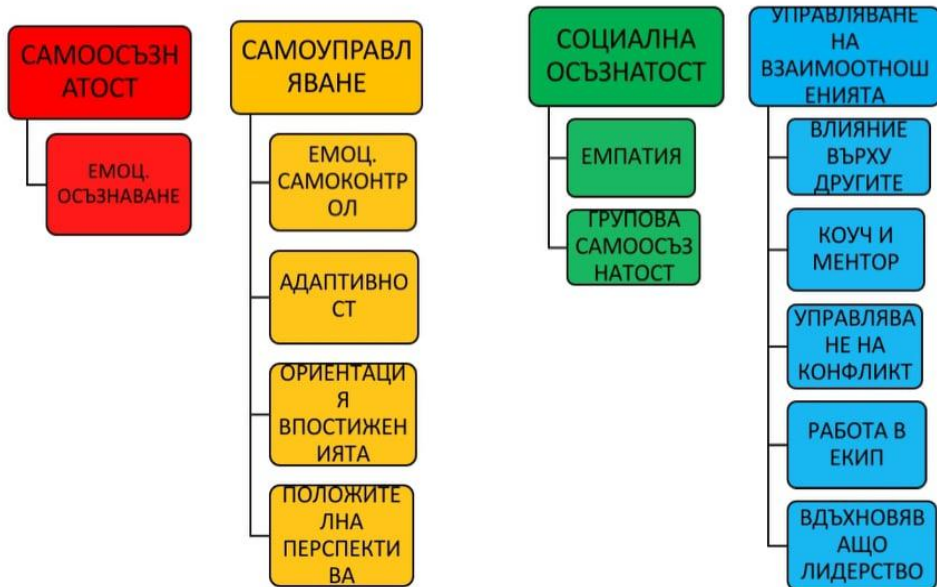 САМООСЪЗН
АТОСТ
ЕМОЦ.
ОСЪЗНАВАНЕ
САМОУПРАВЛ
ЯВАНЕ
ЕМОЦ.
САМОКОНТР
ОЛ
АДАПТИВНО
СТ
ОРИЕНТАЦИ
Я
ВПОСТИЖЕН
ИЯТА
ПОЛОЖИТЕ
ЛНА
ПЕРСПЕКТИ
ВА
СОЦИАЛНА
ОСЪЗНАТОСТ
ЕМПАТИЯ
ГРУПОВА
САМООСЪЗ
НАТОСТ
УПРАВЛЯВАНЕ
НА
ВЗАИМООТНОШ
ЕНИЯТА
ВЛИЯНИЕ
ВЪРХУ
ДРУГИТЕ
КОУЧ И
МЕНТОР
УПРАВЛЯВА
НЕ НА
КОНФЛИКТ
РАБОТА В
ЕКИП
ВДЪХНОВЯВ
АЩО
ЛИДЕРСТВО